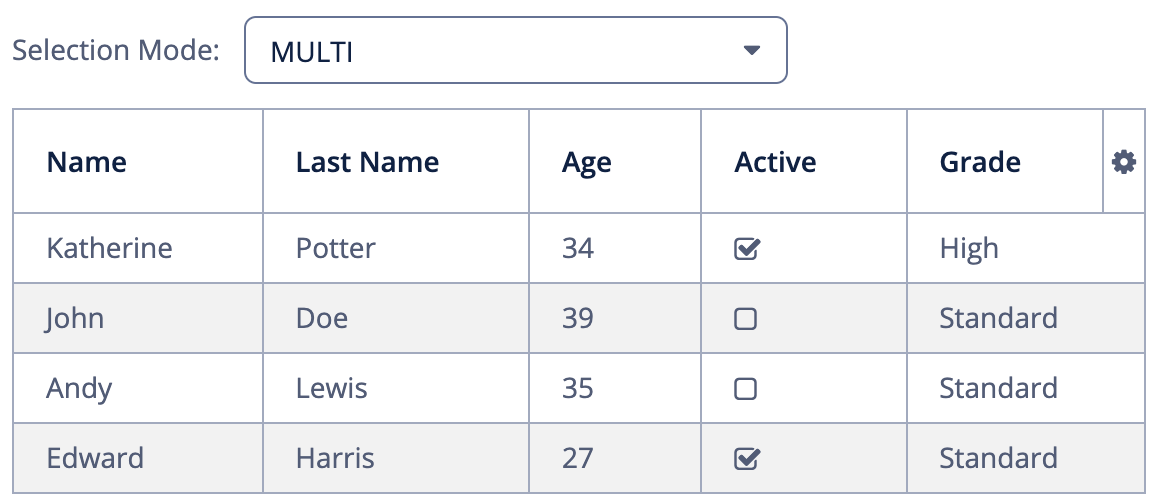 Selection Mode: MULTI
Name Last Name Age Active Grade
Katherine Potter 34 High
John Doe 39 Standard
Andy Lewis 35 Standard
Edward Harris 27 Standard